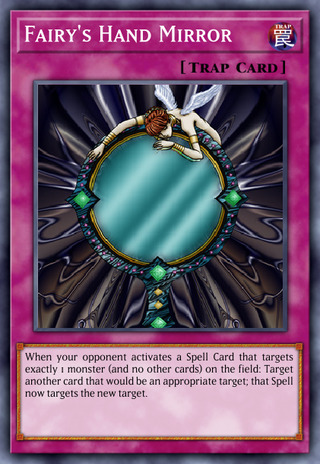 Fairy's Hand Mirror
TRAP
罠
[ Trap Card ]
When your opponent activates a Spell Card that targets
exactly 1 monster (and no other cards) on the field: Target
another card that would be an appropriate target; that Spell
now targets the new target.